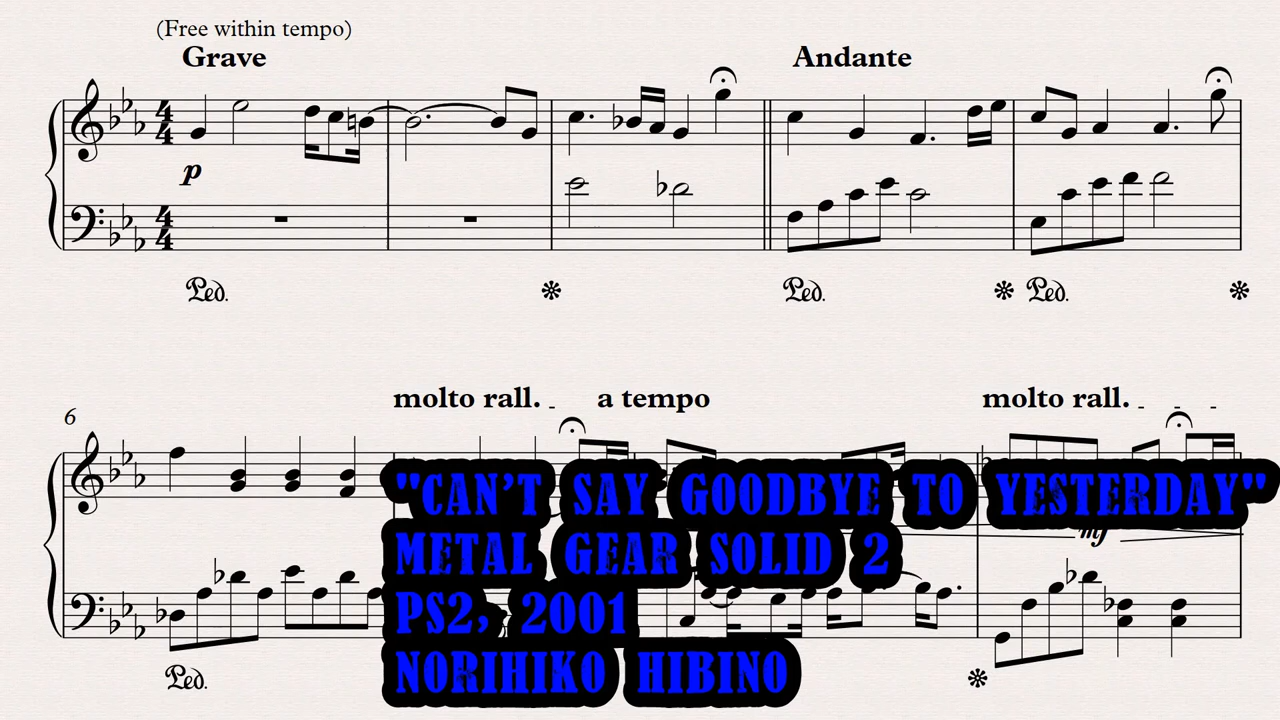 (Free within tempo)
Grave
Andante
p
Ped.
Ped.
Ped.
6
molto rall. a tempo
molto rall.
"CAN'T SAY GOODBYE TO YESTERDAY"
mf
METAL GEAR SOLID 2
PS2, 2001
NORIHIKO HIBINO
Ped.